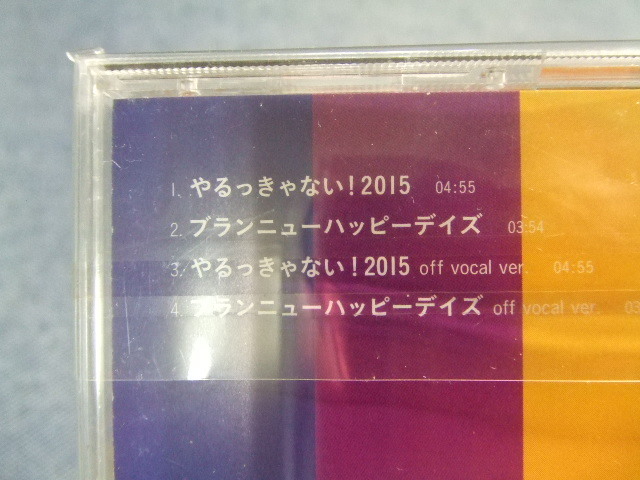 1. やるっきゃない！2015 04:55
2. ブランニューハッピーデイズ 03:54
3. やるっきゃない！2015 off vocal ver. 04:55
4. ブランニューハッピーデイズ off vocal ver. 03